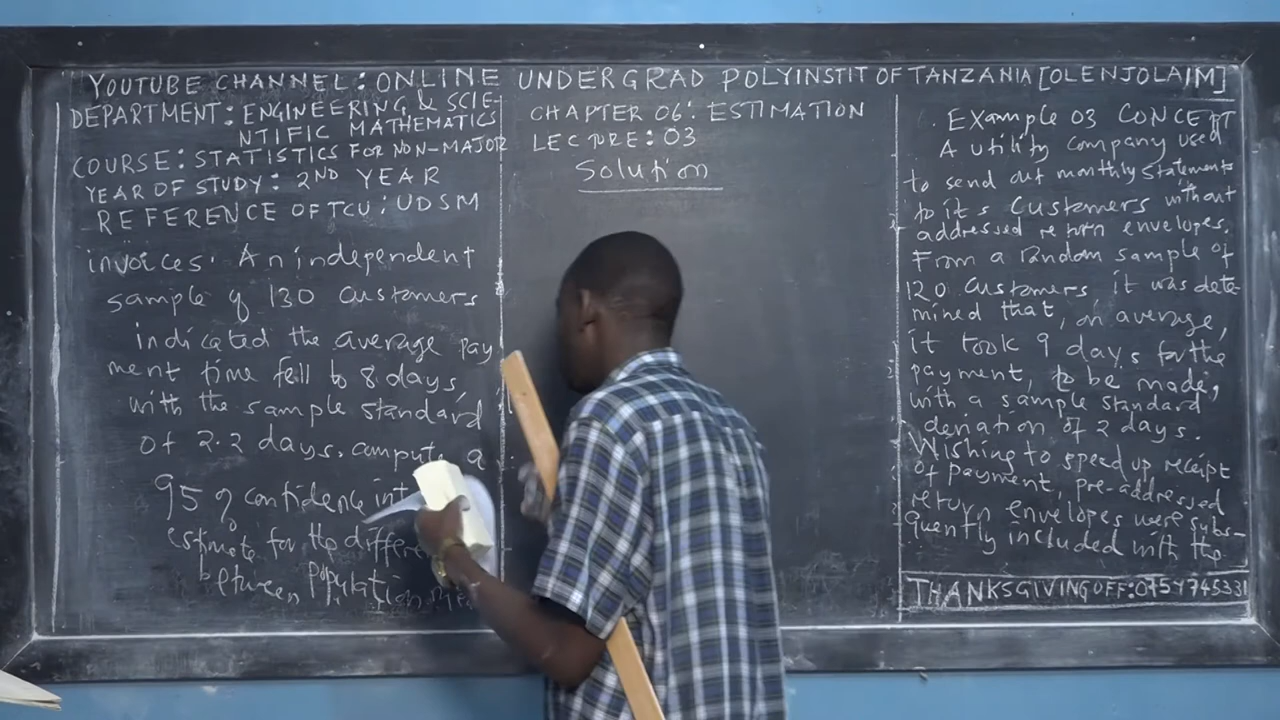 YOUTUBE CHANNEL: ONLINE UNDERGRAD POLYINSTIT OF TANZANIA [OLENJOLAIM]
DEPARTMENT: ENGINEERING & SCIE-
NTIFIC MATHEMATICS
COURSE: STATISTICS FOR NON-MAJOR
YEAR OF STUDY: 2ND YEAR
REFERENCE OF TCU: UDSM
invoices. An independent
sample of 130 customers
indicated the average pay
ment time fell to 8 days,
with the sample standard
of 2.2 days. compute a
95% confidence int
estimate for the differe
between population
CHAPTER 06: ESTIMATION
LECTURE: 03
Solution
Example 03 CONCEPT
A utility company used
to send out monthly statements
to it's customers without
addressed return envelopes.
From a random sample of
120 customers it was dete-
mined that, on average,
it took 9 days for the
payment, to be made,
with a sample standard
deviation of 2 days.
Wishing to speed up receipt
of payment, pre-addressed
return envelopes were subs-
quently included with the
THANKSGIVING OFF: 0754745331